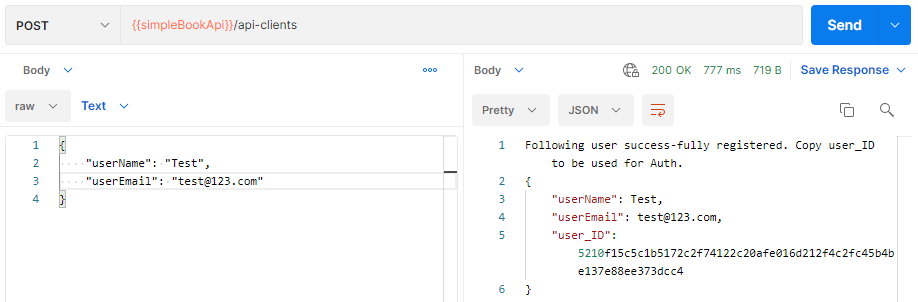 POST {{simpleBookApi}}/api-clients Send
Body Body 200 OK 777 ms 719 B Save Response
raw Text Pretty JSON
1 {
2 "userName": "Test",
3 "userEmail": "test@123.com"
4 }
1 Following user success-fully registered. Copy user_ID
to be used for Auth.
2 {
3 "userName": Test,
4 "userEmail": test@123.com,
5 "user_ID":
5210f15c5c1b5172c2f74122c20afe016d212f4c2fc45b4b
e137e88ee373dcc4
6 }